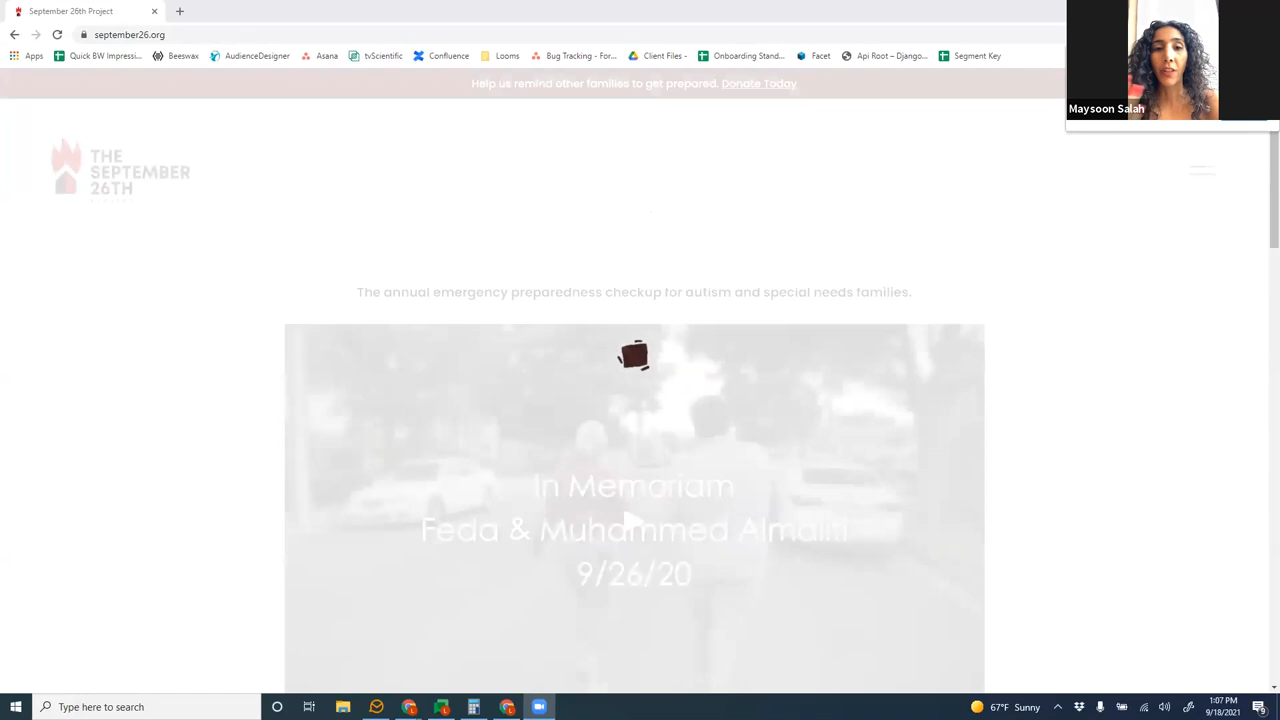 September 26th Project
september26.org
Apps
Quick BW Impressi...
Beeswax
AudienceDesigner
Asana
tvScientific
Confluence
Looms
Bug Tracking - For...
Client Files -
Onboarding Stand...
Facet
Api Root – Django...
Segment Key
Maysoon Salah
Help us remind other families to get prepared. Donate Today
THE
SEPTEMBER
26TH
The annual emergency preparedness checkup for autism and special needs families.
In Memoriam
Feda & Muhammed Almaliti
9/26/20
Type here to search
67°F Sunny
1:07 PM
9/18/2021